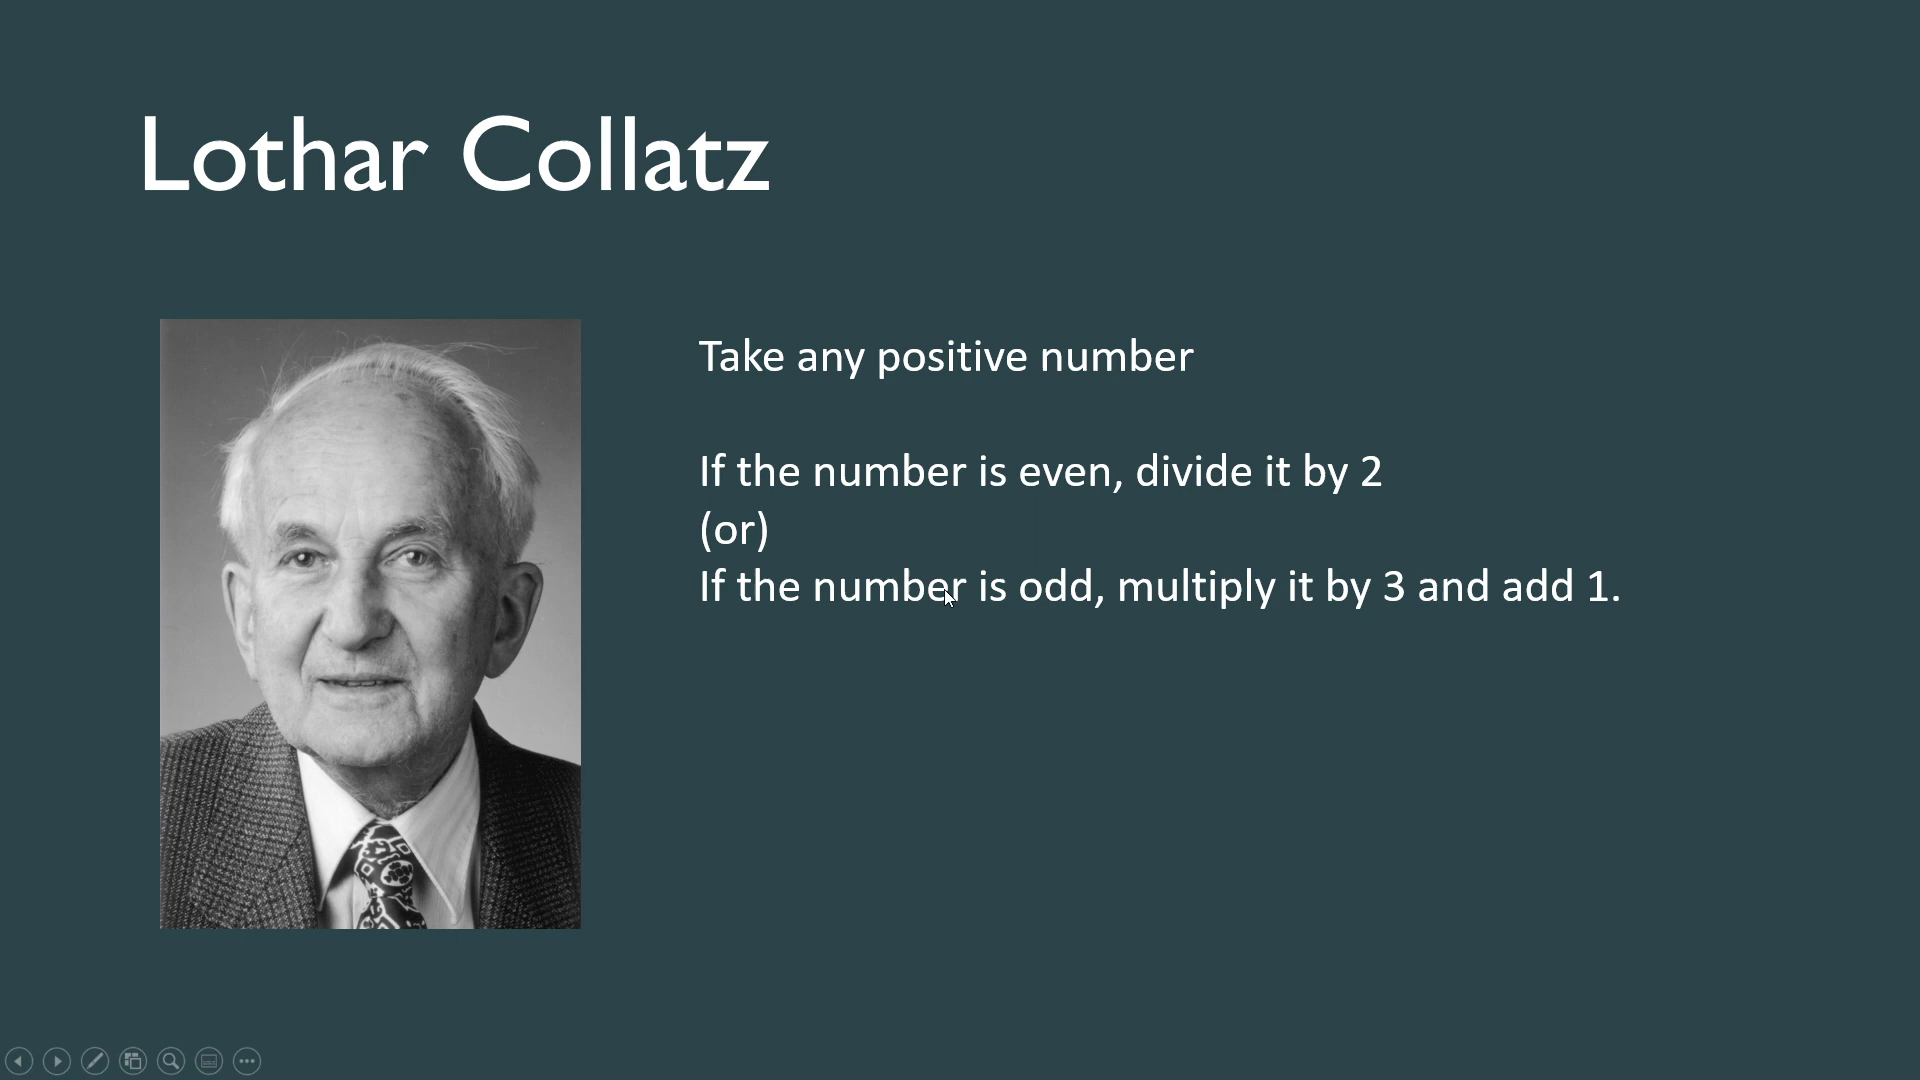 Lothar Collatz
Take any positive number
If the number is even, divide it by 2
(or)
If the number is odd, multiply it by 3 and add 1.